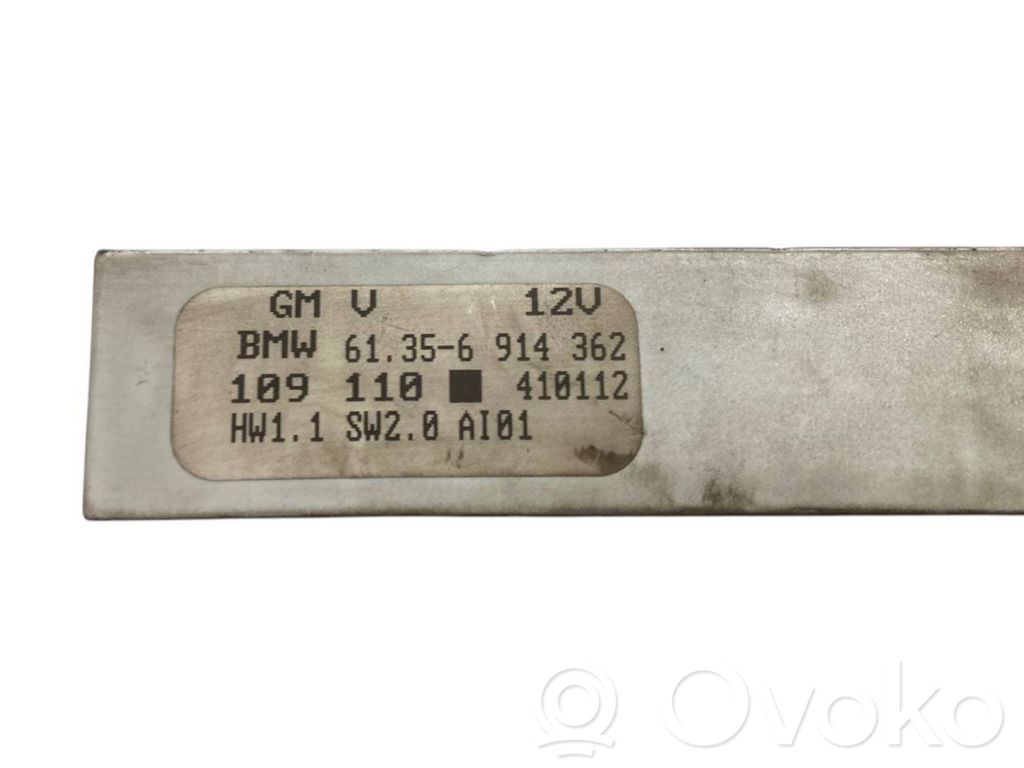 GM V 12V
BMW 61.35-6 914 362
109 110 ■ 410112
HW1.1 SW2.0 AI01
Ovoko